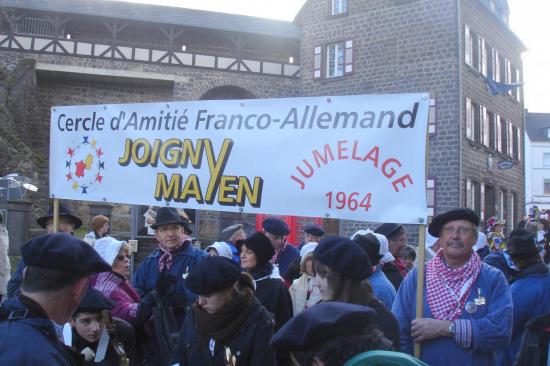 Cercle d'Amitié Franco-Allemand
JOIGNY
MAYEN
JUMELAGE
1964